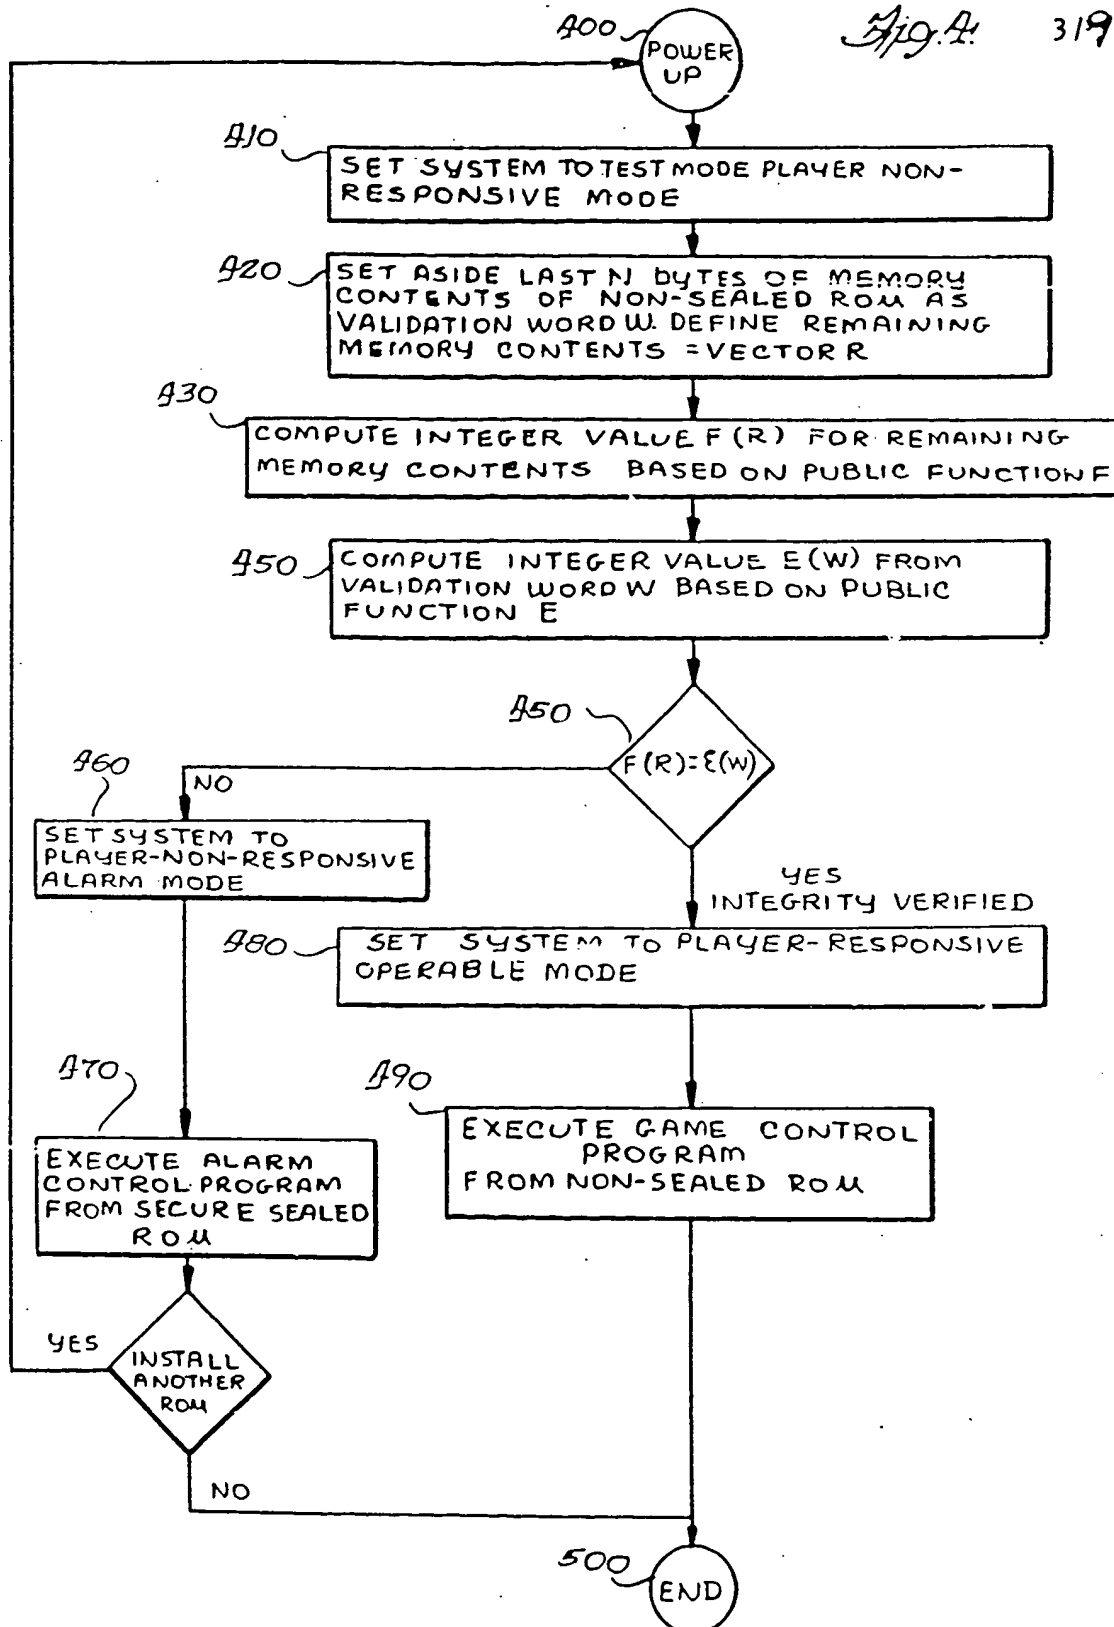 Fig. 4. 319
400
POWER
UP
410
SET SYSTEM TO TEST MODE PLAYER NON-
RESPONSIVE MODE
420
SET ASIDE LAST N BYTES OF MEMORY
CONTENTS OF NON-SEALED ROM AS
VALIDATION WORD W. DEFINE REMAINING
MEMORY CONTENTS = VECTOR R
430
COMPUTE INTEGER VALUE F(R) FOR REMAINING
MEMORY CONTENTS BASED ON PUBLIC FUNCTION F
450
COMPUTE INTEGER VALUE E(W) FROM
VALIDATION WORD W BASED ON PUBLIC
FUNCTION E
450
F(R)=E(W)
460
NO
SET SYSTEM TO
PLAYER-NON-RESPONSIVE
ALARM MODE
YES
INTEGRITY VERIFIED
480
SET SYSTEM TO PLAYER-RESPONSIVE
OPERABLE MODE
470
EXECUTE ALARM
CONTROL PROGRAM
FROM SECURE SEALED
ROM
490
EXECUTE GAME CONTROL
PROGRAM
FROM NON-SEALED ROM
YES
INSTALL
ANOTHER
ROM
NO
500
END